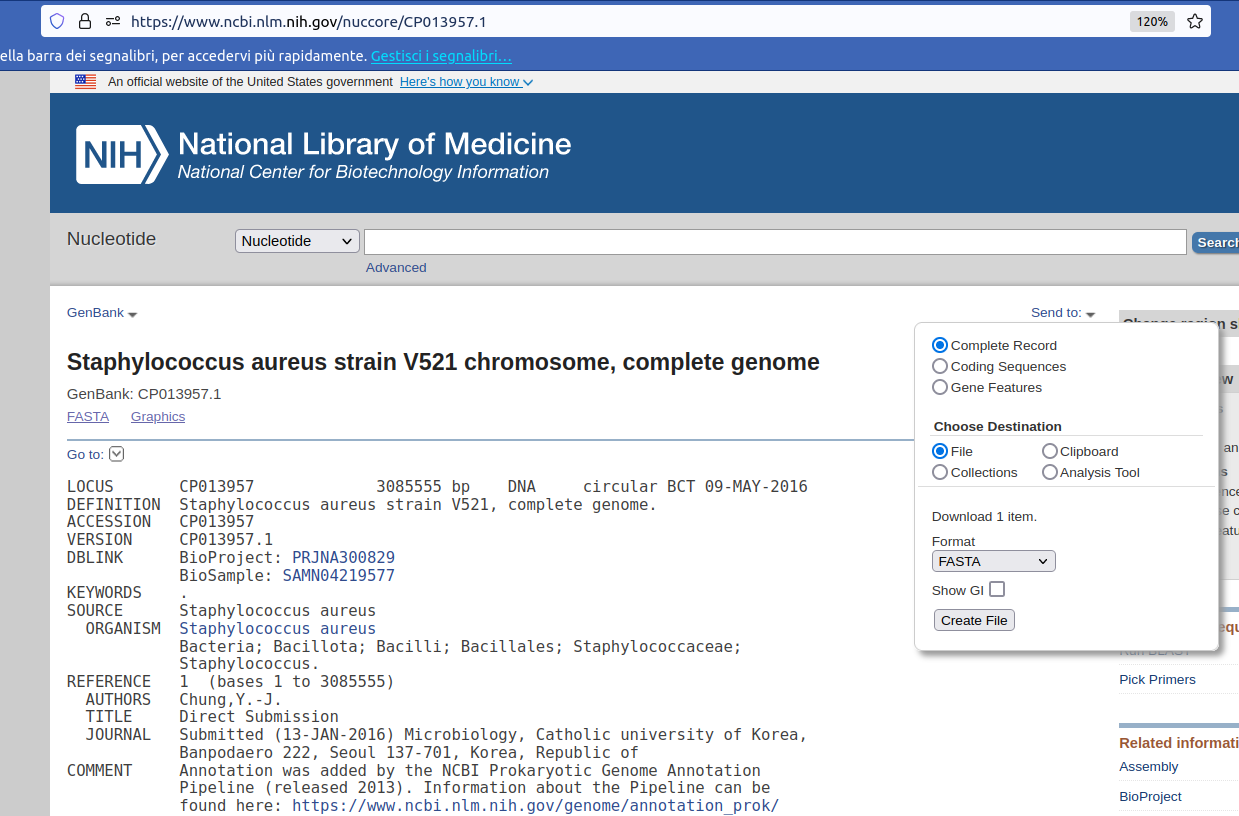 https://www.ncbi.nlm.nih.gov/nuccore/CP013957.1
120%
ella barra dei segnalibri, per accedervi più rapidamente. Gestisci i segnalibri…
An official website of the United States government Here's how you know
NIH National Library of Medicine
National Center for Biotechnology Information
Nucleotide
Nucleotide
Search
Advanced
GenBank
Send to:
Staphylococcus aureus strain V521 chromosome, complete genome
GenBank: CP013957.1
FASTA Graphics
Go to:
LOCUS CP013957 3085555 bp DNA circular BCT 09-MAY-2016
DEFINITION Staphylococcus aureus strain V521, complete genome.
ACCESSION CP013957
VERSION CP013957.1
DBLINK BioProject: PRJNA300829
BioSample: SAMN04219577
KEYWORDS .
SOURCE Staphylococcus aureus
ORGANISM Staphylococcus aureus
Bacteria; Bacillota; Bacilli; Bacillales; Staphylococcaceae;
Staphylococcus.
REFERENCE 1 (bases 1 to 3085555)
AUTHORS Chung,Y.-J.
TITLE Direct Submission
JOURNAL Submitted (13-JAN-2016) Microbiology, Catholic university of Korea,
Banpodaero 222, Seoul 137-701, Korea, Republic of
COMMENT Annotation was added by the NCBI Prokaryotic Genome Annotation
Pipeline (released 2013). Information about the Pipeline can be
found here: https://www.ncbi.nlm.nih.gov/genome/annotation_prok/
Complete Record
Coding Sequences
Gene Features
Choose Destination
File Clipboard
Collections Analysis Tool
Download 1 item.
Format
FASTA
Show GI
Create File
Pick Primers
Related informati
Assembly
BioProject